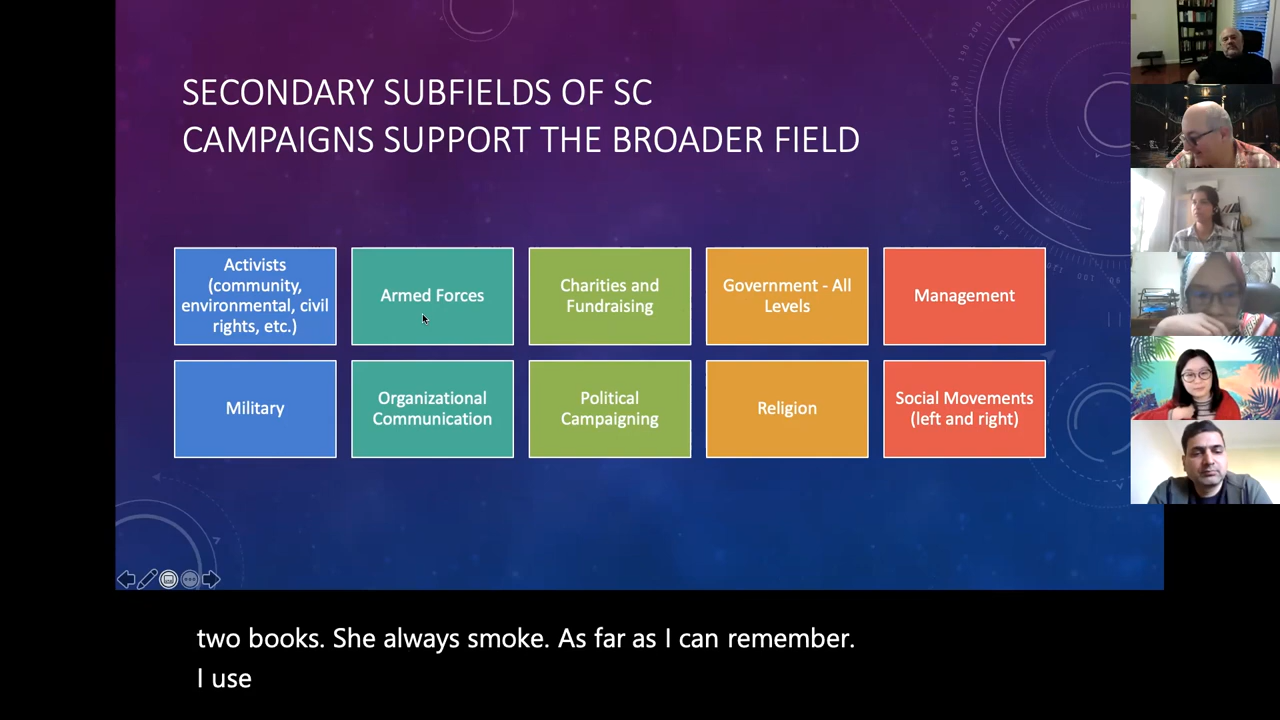 SECONDARY SUBFIELDS OF SC
CAMPAIGNS SUPPORT THE BROADER FIELD
Activists
(community,
environmental, civil
rights, etc.)
Armed Forces
Charities and
Fundraising
Government - All
Levels
Management
Military
Organizational
Communication
Political
Campaigning
Religion
Social Movements
(left and right)
two books. She always smoke. As far as I can remember.
I use